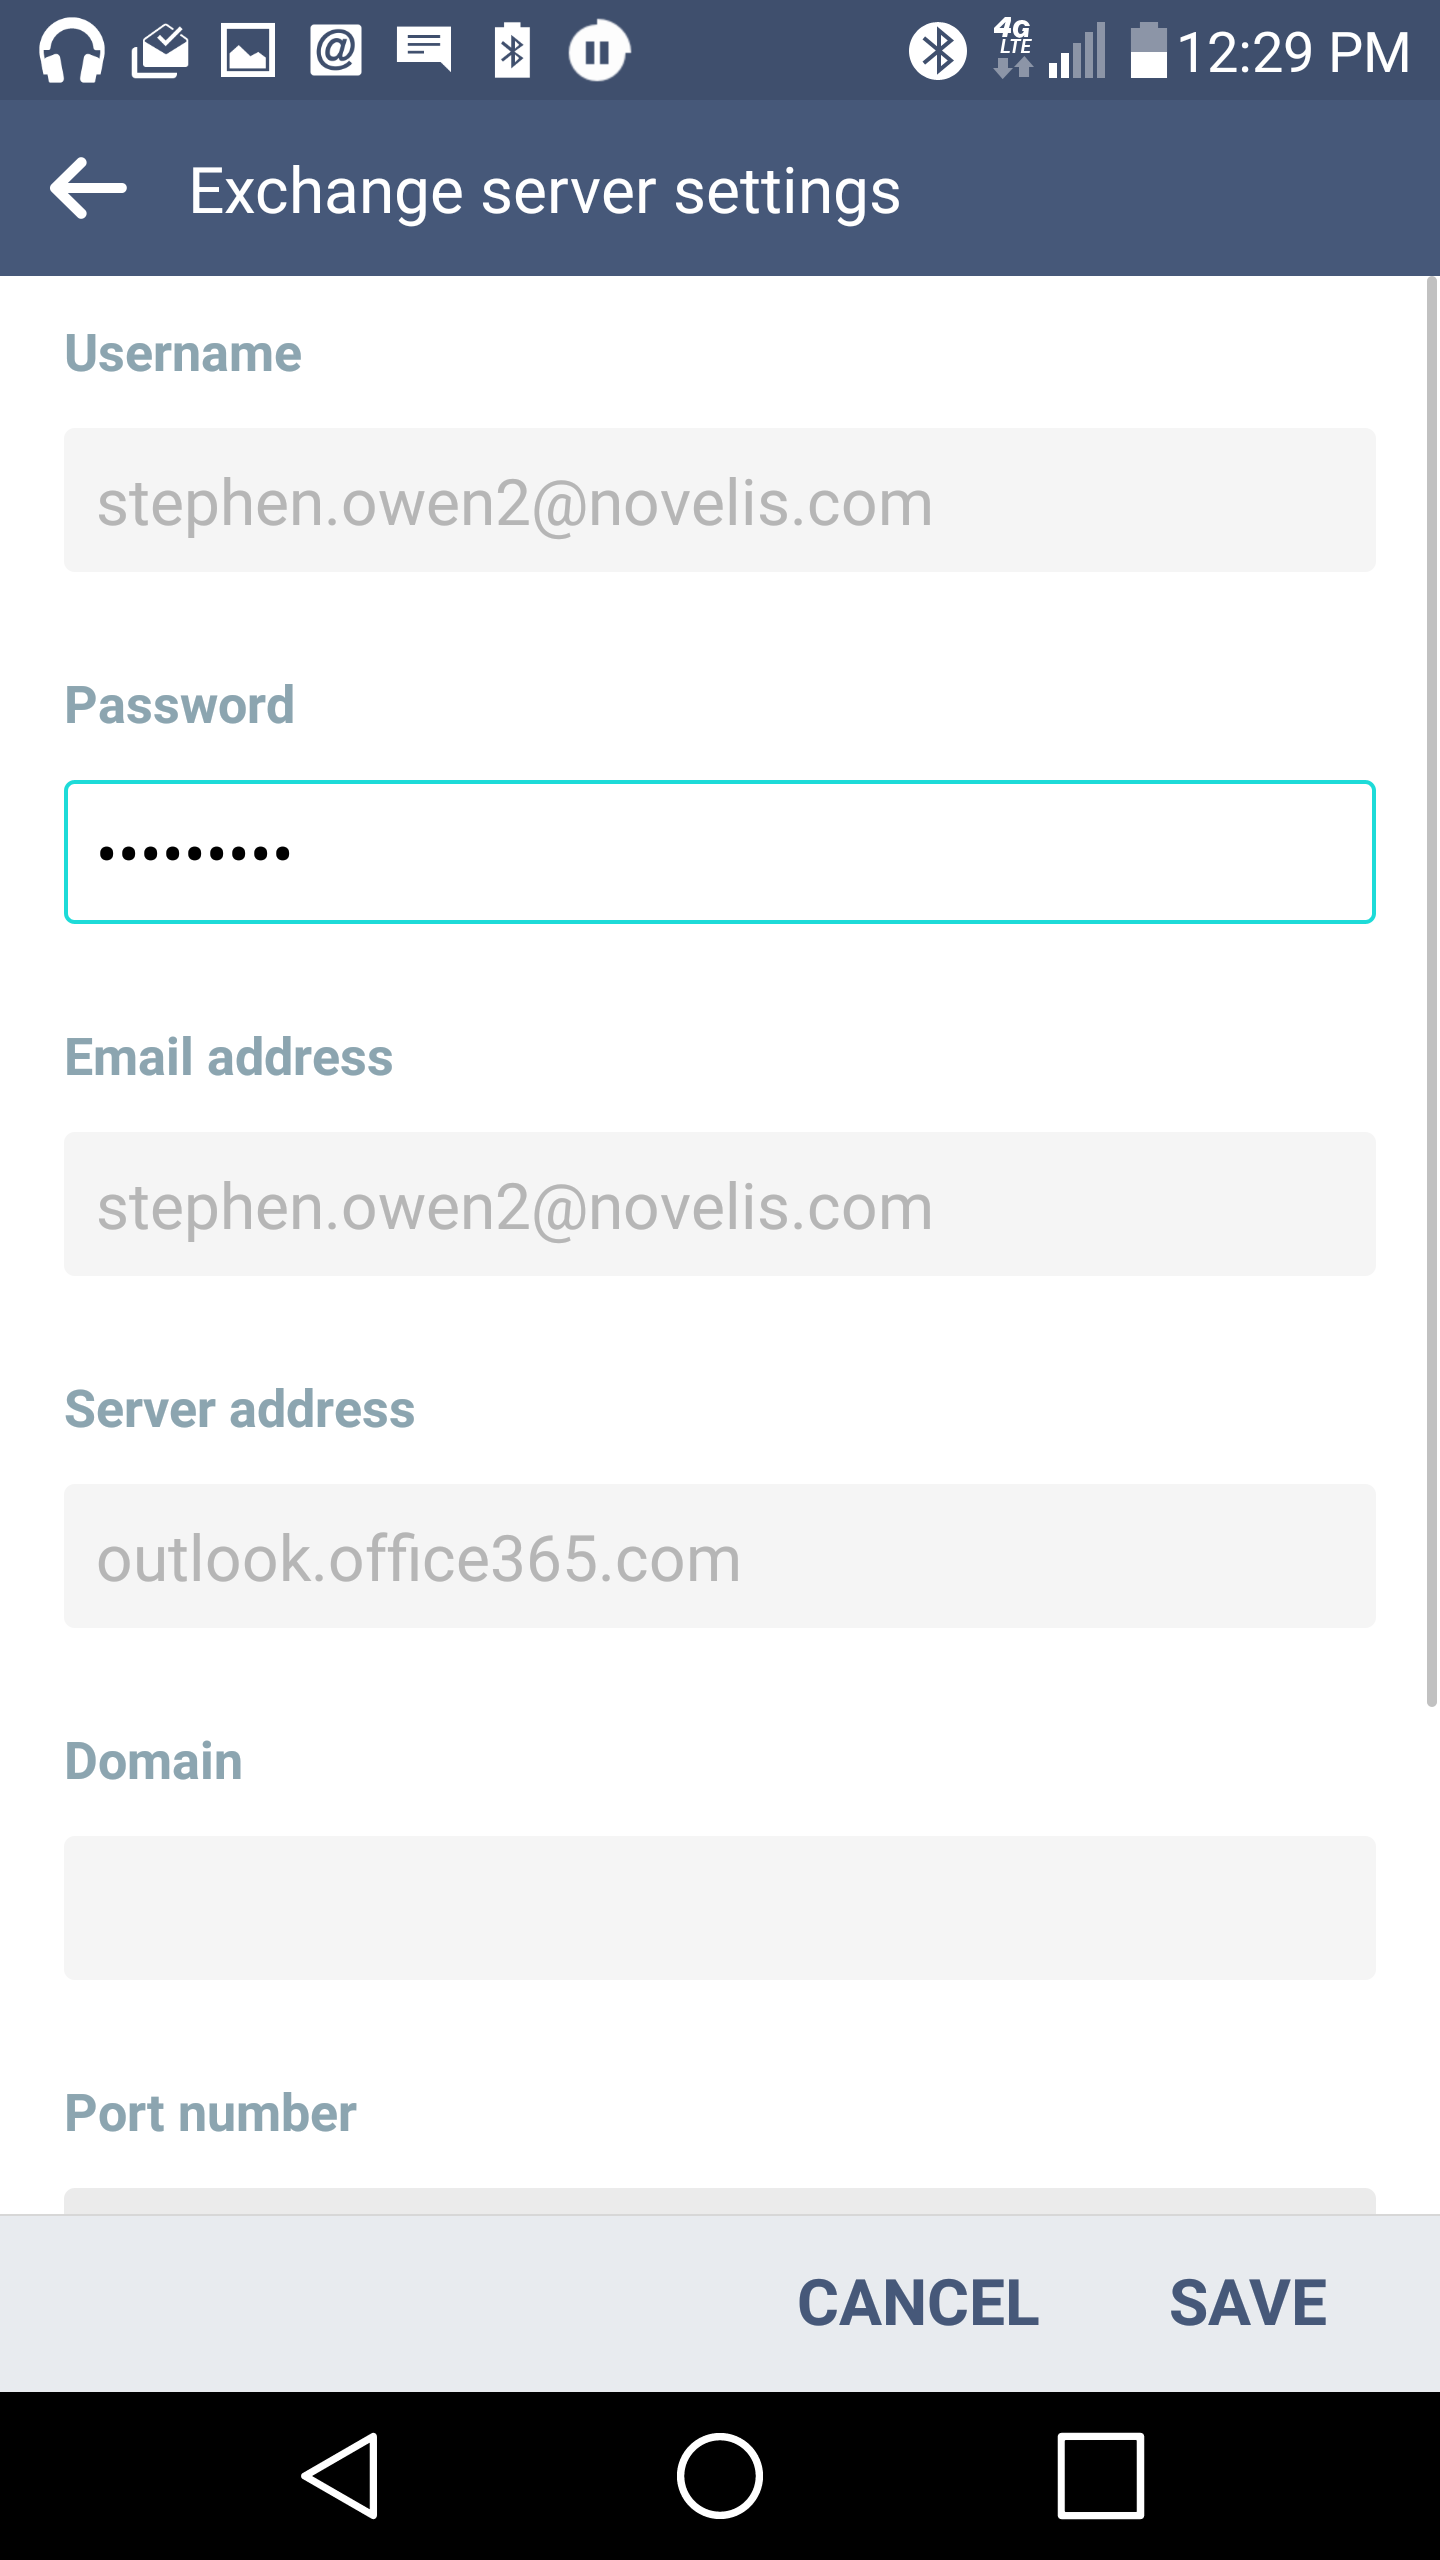 4G
LTE
12:29 PM
Exchange server settings
Username
stephen.owen2@novelis.com
Password
•••••••••
Email address
stephen.owen2@novelis.com
Server address
outlook.office365.com
Domain
Port number
CANCEL SAVE